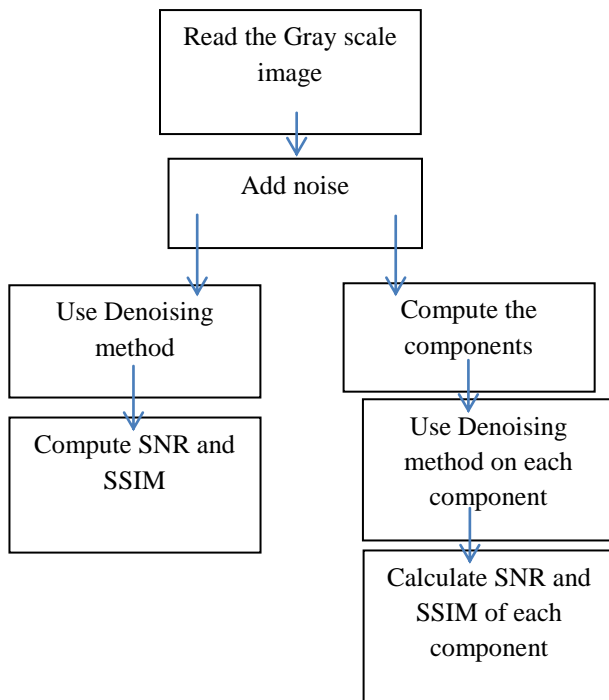 Read the Gray scale
image
Add noise
Use Denoising
method
Compute SNR and
SSIM
Compute the
components
Use Denoising
method on each
component
Calculate SNR and
SSIM of each
component